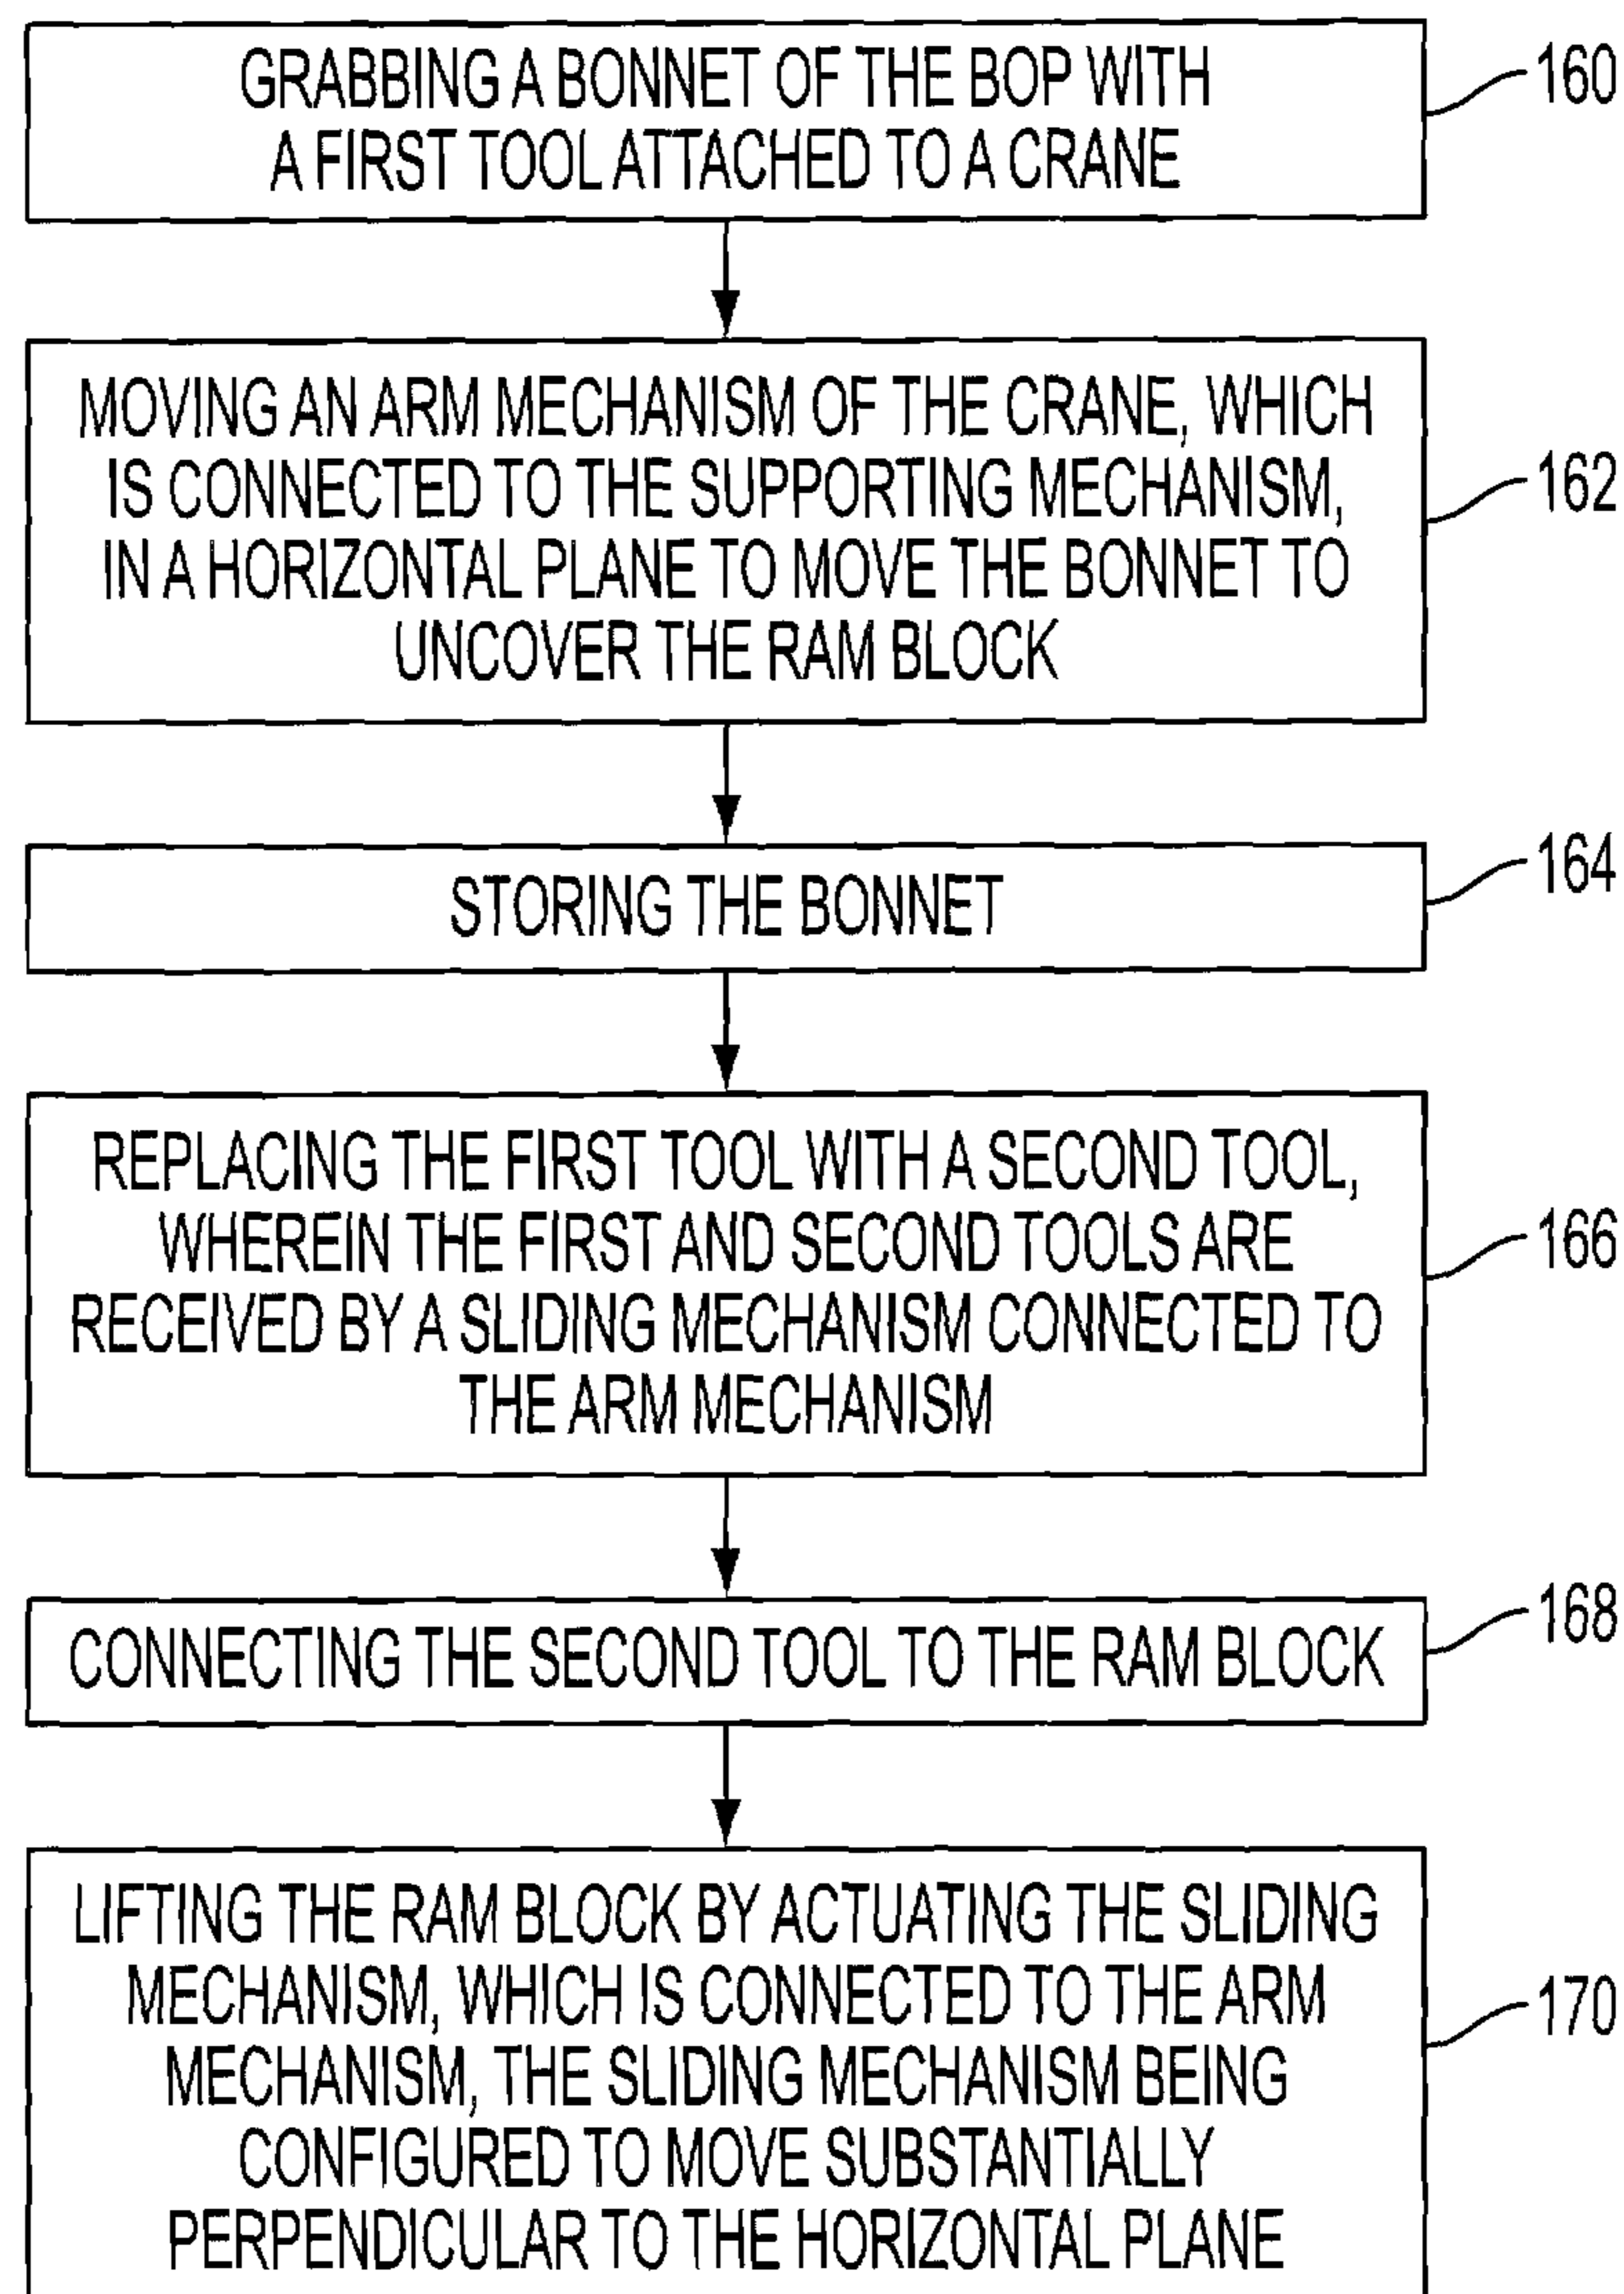 GRABBING A BONNET OF THE BOP WITH
A FIRST TOOL ATTACHED TO A CRANE
160
MOVING AN ARM MECHANISM OF THE CRANE, WHICH
IS CONNECTED TO THE SUPPORTING MECHANISM,
IN A HORIZONTAL PLANE TO MOVE THE BONNET TO
UNCOVER THE RAM BLOCK
162
STORING THE BONNET
164
REPLACING THE FIRST TOOL WITH A SECOND TOOL,
WHEREIN THE FIRST AND SECOND TOOLS ARE
RECEIVED BY A SLIDING MECHANISM CONNECTED TO
THE ARM MECHANISM
166
CONNECTING THE SECOND TOOL TO THE RAM BLOCK
168
LIFTING THE RAM BLOCK BY ACTUATING THE SLIDING
MECHANISM, WHICH IS CONNECTED TO THE ARM
MECHANISM, THE SLIDING MECHANISM BEING
CONFIGURED TO MOVE SUBSTANTIALLY
PERPENDICULAR TO THE HORIZONTAL PLANE
170